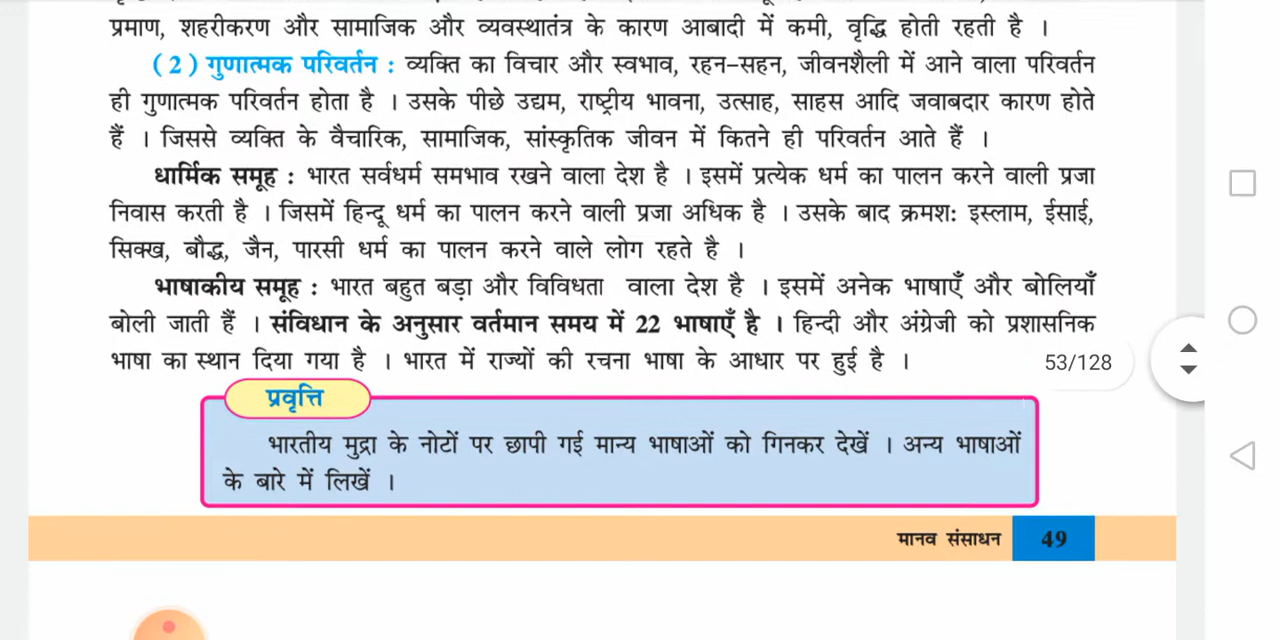 प्रमाण, शहरीकरण और सामाजिक और व्यवस्थातंत्र के कारण आबादी में कमी, वृद्धि होती रहती है ।
(2) गुणात्मक परिवर्तन : व्यक्ति का विचार और स्वभाव, रहन-सहन, जीवनशैली में आने वाला परिवर्तन
ही गुणात्मक परिवर्तन होता है । उसके पीछे उद्यम, राष्ट्रीय भावना, उत्साह, साहस आदि जवाबदार कारण होते
हैं । जिससे व्यक्ति के वैचारिक, सामाजिक, सांस्कृतिक जीवन में कितने ही परिवर्तन आते हैं ।
धार्मिक समूह : भारत सर्वधर्म समभाव रखने वाला देश है । इसमें प्रत्येक धर्म का पालन करने वाली प्रजा
निवास करती है । जिसमें हिन्दू धर्म का पालन करने वाली प्रजा अधिक है । उसके बाद क्रमश: इस्लाम, ईसाई,
सिक्ख, बौद्ध, जैन, पारसी धर्म का पालन करने वाले लोग रहते है ।
भाषाकीय समूह : भारत बहुत बड़ा और विविधता वाला देश है । इसमें अनेक भाषाएँ और बोलियाँ
बोली जाती हैं । संविधान के अनुसार वर्तमान समय में 22 भाषाएँ है । हिन्दी और अंग्रेजी को प्रशासनिक
भाषा का स्थान दिया गया है । भारत में राज्यों की रचना भाषा के आधार पर हुई है ।
53/128
प्रवृत्ति
भारतीय मुद्रा के नोटों पर छापी गई मान्य भाषाओं को गिनकर देखें । अन्य भाषाओं
के बारे में लिखें ।
मानव संसाधन 49